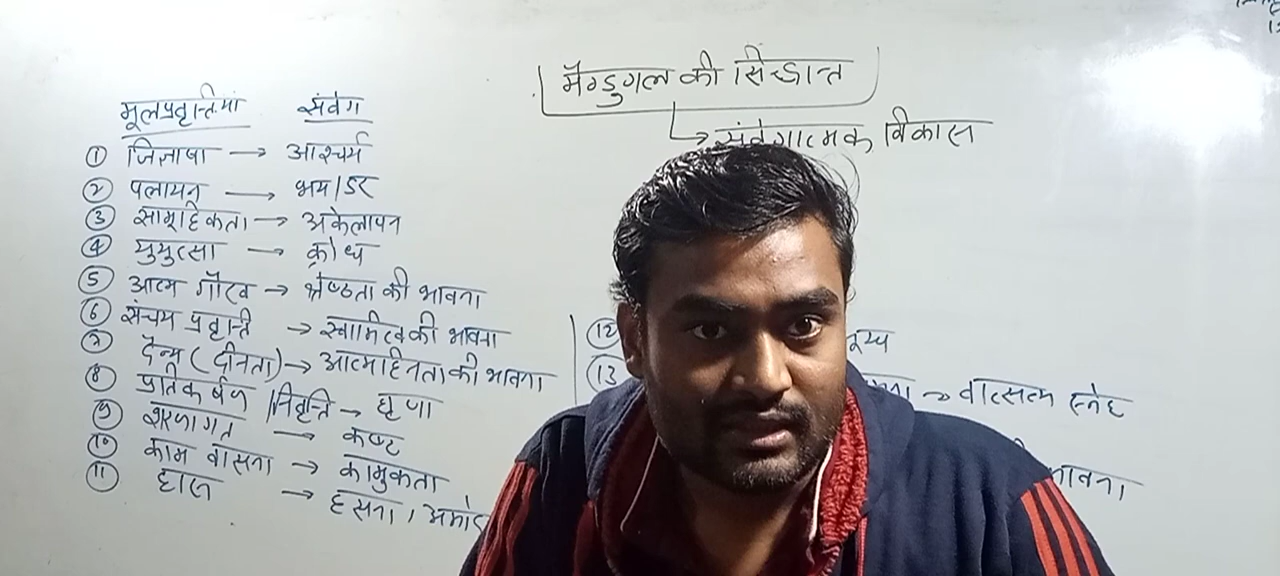 मैग्डुगल की सिद्धान्त
संवेगात्मक विकास
मूलप्रवृत्तियां संवेग
① जिज्ञाषा → आश्चर्य
② पलायन → भय/डर
③ सामूहिकता → अकेलापन
④ युयुत्सा → क्रोध
⑤ आत्म गौरव → श्रेष्ठता की भावना
⑥ संचय प्रवृत्ति → स्वामित्व की भावना
⑦ दैन्य (दीनता) → आत्महिनता की भावना
⑧ प्रतिकर्षण / निवृत्ति → घृणा
⑨ शरणागत → कष्ट
⑩ काम वासना → कामुकता
⑪ हास → हसना,
⑫
⑬ → वात्सल्य स्नेह